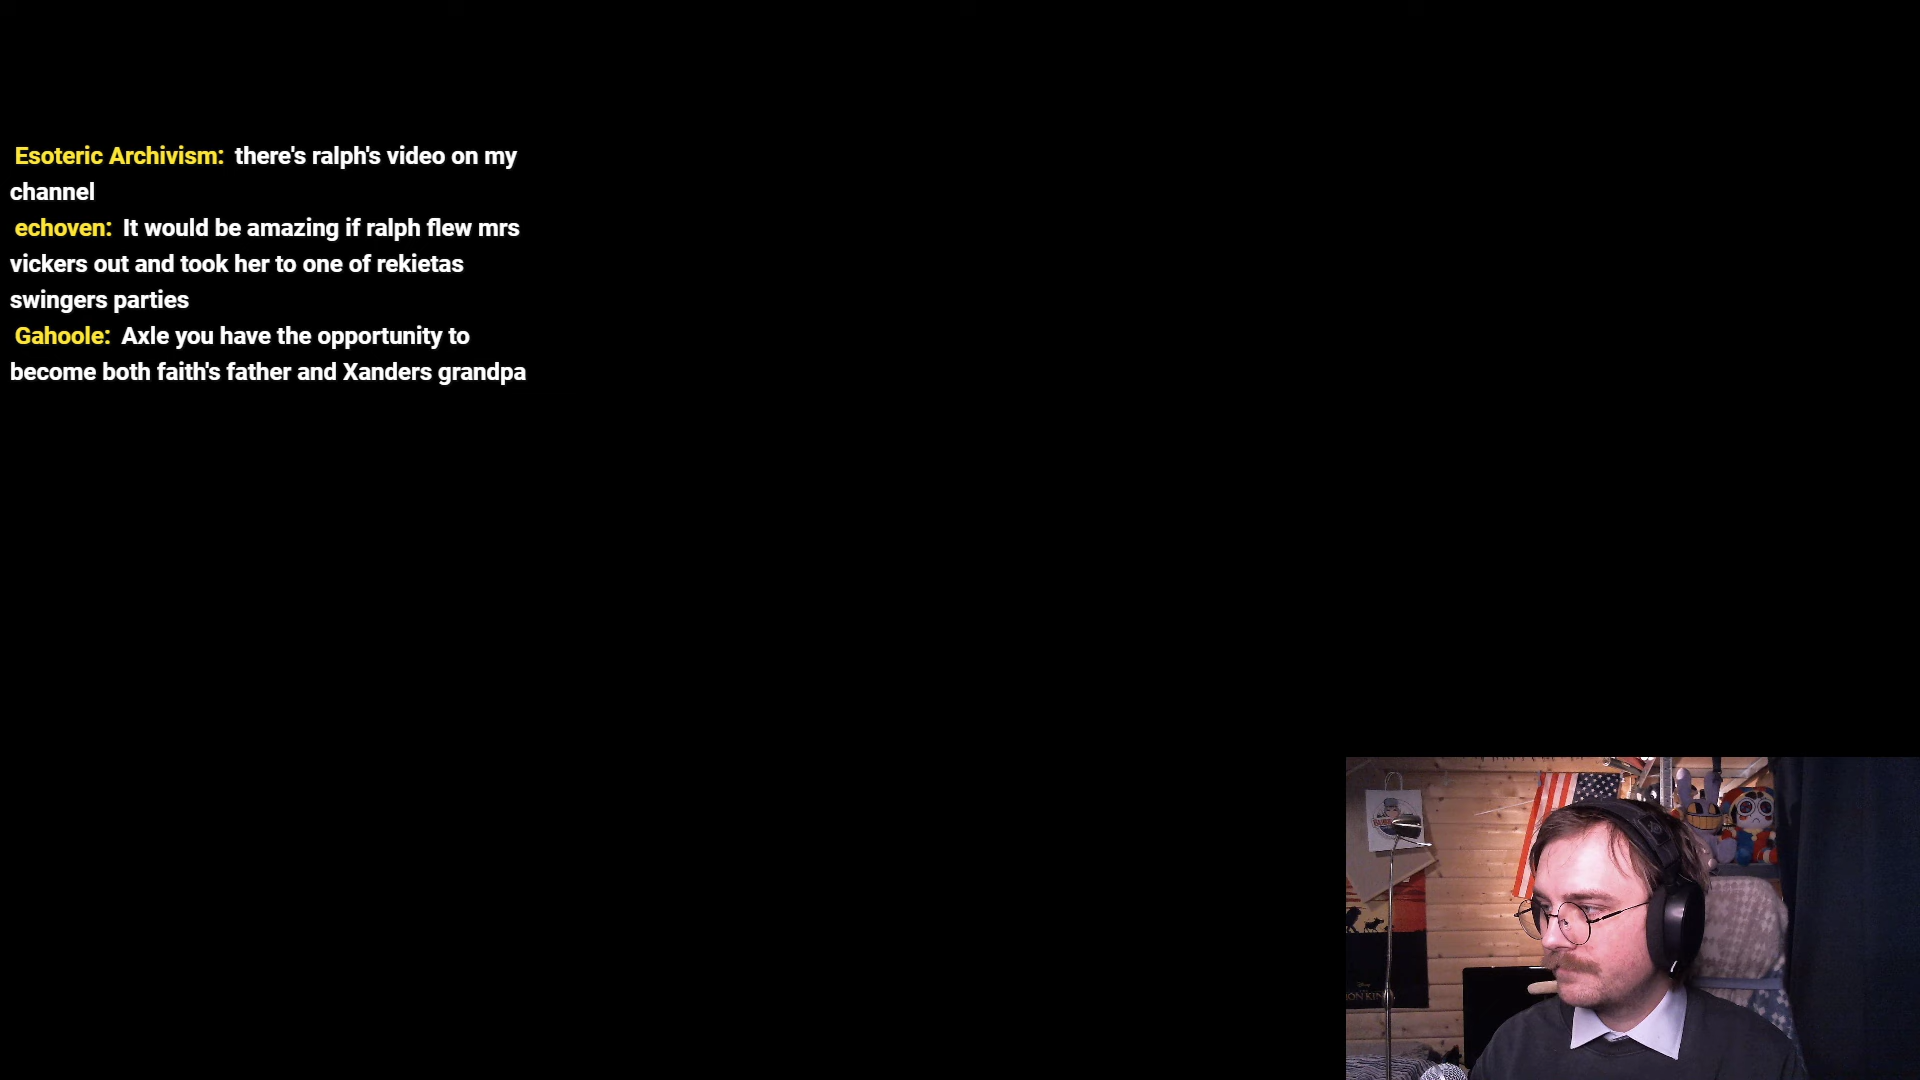 Esoteric Archivism: there's ralph's video on my
channel
echoven: It would be amazing if ralph flew mrs
vickers out and took her to one of rekietas
swingers parties
Gahoole: Axle you have the opportunity to
become both faith's father and Xanders grandpa